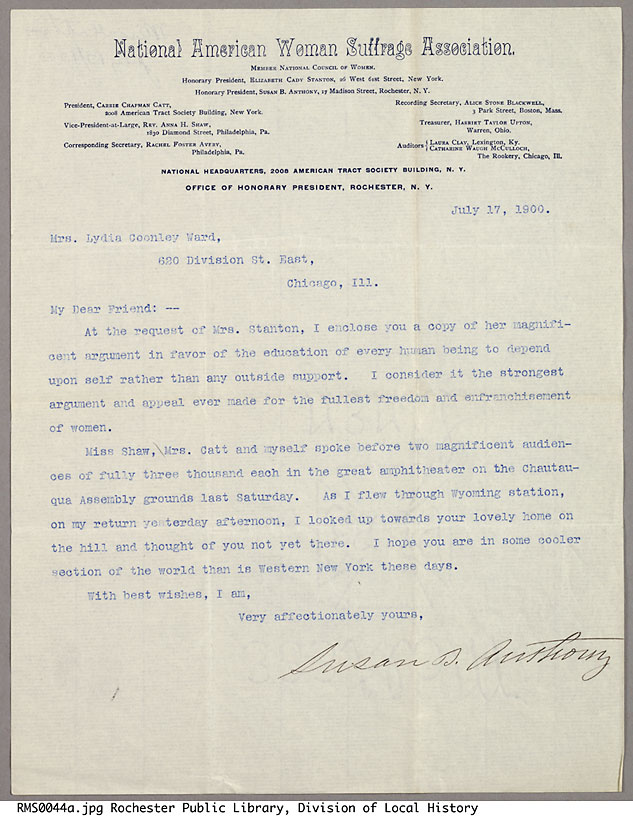 National American Woman Suffrage Association.
Member National Council of Women.
Honorary President, Elizabeth Cady Stanton, 26 West 61st Street, New York.
Honorary President, Susan B. Anthony, 17 Madison Street, Rochester, N. Y.
President, Carrie Chapman Catt,
2008 American Tract Society Building, New York.
Vice-President-at-Large, Rev. Anna H. Shaw,
1830 Diamond Street, Philadelphia, Pa.
Corresponding Secretary, Rachel Foster Avery,
Philadelphia, Pa.
Recording Secretary, Alice Stone Blackwell,
3 Park Street, Boston, Mass.
Treasurer, Harriet Taylor Upton,
Warren, Ohio.
Auditors { Laura Clay, Lexington, Ky.
Catharine Waugh McCulloch,
The Rookery, Chicago, Ill.
NATIONAL HEADQUARTERS, 2008 AMERICAN TRACT SOCIETY BUILDING, N. Y.
OFFICE OF HONORARY PRESIDENT, ROCHESTER, N. Y.
July 17, 1900.
Mrs. Lydia Coonley Ward,
620 Division St. East,
Chicago, Ill.
My Dear Friend: --
At the request of Mrs. Stanton, I enclose you a copy of her magnifi-
cent argument in favor of the education of every human being to depend
upon self rather than any outside support. I consider it the strongest
argument and appeal ever made for the fullest freedom and enfranchisement
of women.
Miss Shaw, Mrs. Catt and myself spoke before two magnificent audien-
ces of fully three thousand each in the great amphitheater on the Chautau-
qua Assembly grounds last Saturday. As I flew through Wyoming station,
on my return yesterday afternoon, I looked up towards your lovely home on
the hill and thought of you not yet there. I hope you are in some cooler
section of the world than is Western New York these days.
With best wishes, I am,
Very affectionately yours,
Susan B. Anthony
RMS0044a.jpg Rochester Public Library, Division of Local History